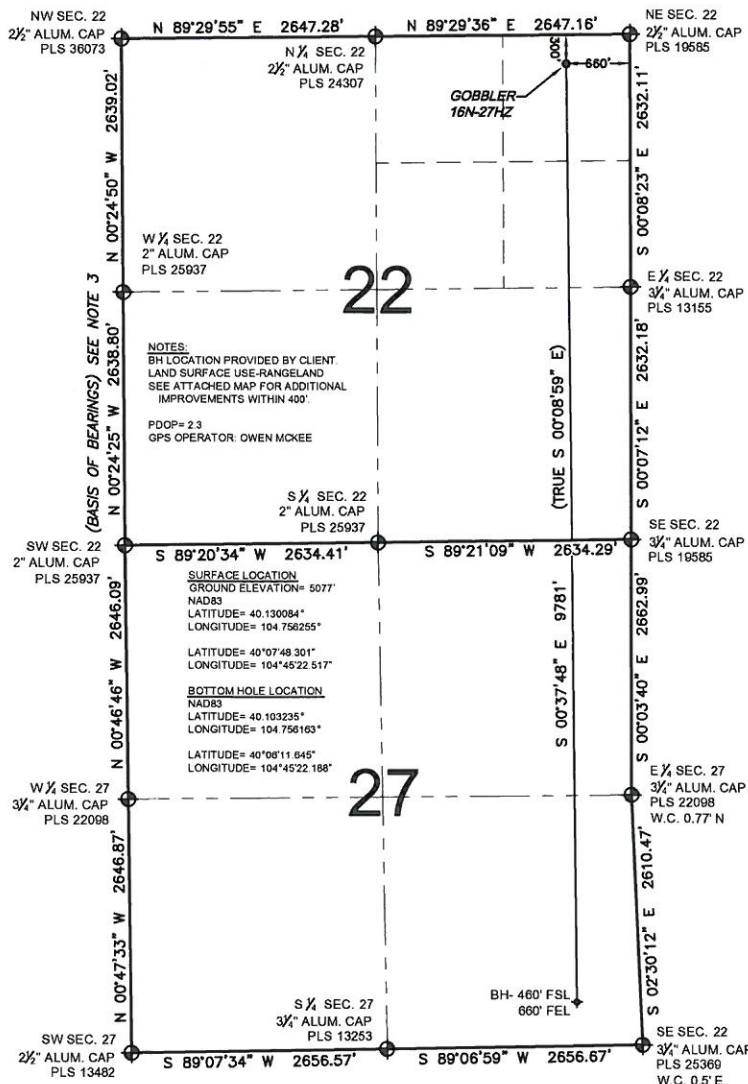 NW SEC. 22
2½" ALUM. CAP
PLS 36073
N 89°29'55" E 2647.28'
N ¼ SEC. 22
2½" ALUM. CAP
PLS 24307
N 89°29'36" E 2647.16'
NE SEC. 22
2½" ALUM. CAP
PLS 19585
300'
660'
GOBBLER
16N-27HZ
N 00°24'50" W 2639.02'
S 00°08'23" E 2632.11'
W ¼ SEC. 22
2" ALUM. CAP
PLS 25937
22
E ¼ SEC. 22
3¼" ALUM. CAP
PLS 13155
(BASIS OF BEARINGS) SEE NOTE 3
N 00°24'25" W 2638.80'
NOTES:
BH LOCATION PROVIDED BY CLIENT.
LAND SURFACE USE-RANGELAND
SEE ATTACHED MAP FOR ADDITIONAL
IMPROVEMENTS WITHIN 400'.
PDOP= 2.3
GPS OPERATOR: OWEN MCKEE
(TRUE S 00°08'59" E)
S 00°07'12" E 2632.18'
S ¼ SEC. 22
2" ALUM. CAP
PLS 25937
SW SEC. 22
2" ALUM. CAP
PLS 25937
S 89°20'34" W 2634.41'
S 89°21'09" W 2634.29'
SE SEC. 22
3¼" ALUM. CAP
PLS 19585
SURFACE LOCATION
GROUND ELEVATION= 5077'
NAD83
LATITUDE= 40.130084°
LONGITUDE= 104.756255°
LATITUDE= 40°07'48.301"
LONGITUDE= 104°45'22.517"
BOTTOM HOLE LOCATION
NAD83
LATITUDE= 40.103235°
LONGITUDE= 104.756163°
LATITUDE= 40°06'11.645"
LONGITUDE= 104°45'22.188"
N 00°46'46" W 2646.09'
S 00°37'48" E 9781'
S 00°03'40" E 2662.99'
W ¼ SEC. 27
3¼" ALUM. CAP
PLS 22098
27
E ¼ SEC. 27
3¼" ALUM. CAP
PLS 22098
W.C. 0.77' N
N 00°47'33" W 2646.87'
S 02°30'12" E 2610.47'
BH- 460' FSL
660' FEL
S ¼ SEC. 27
3¼" ALUM. CAP
PLS 13253
SW SEC. 27
2½" ALUM. CAP
PLS 13482
S 89°07'34" W 2656.57'
S 89°06'59" W 2656.67'
SE SEC. 22
3¼" ALUM. CAP
PLS 25369
W.C. 0.5' E